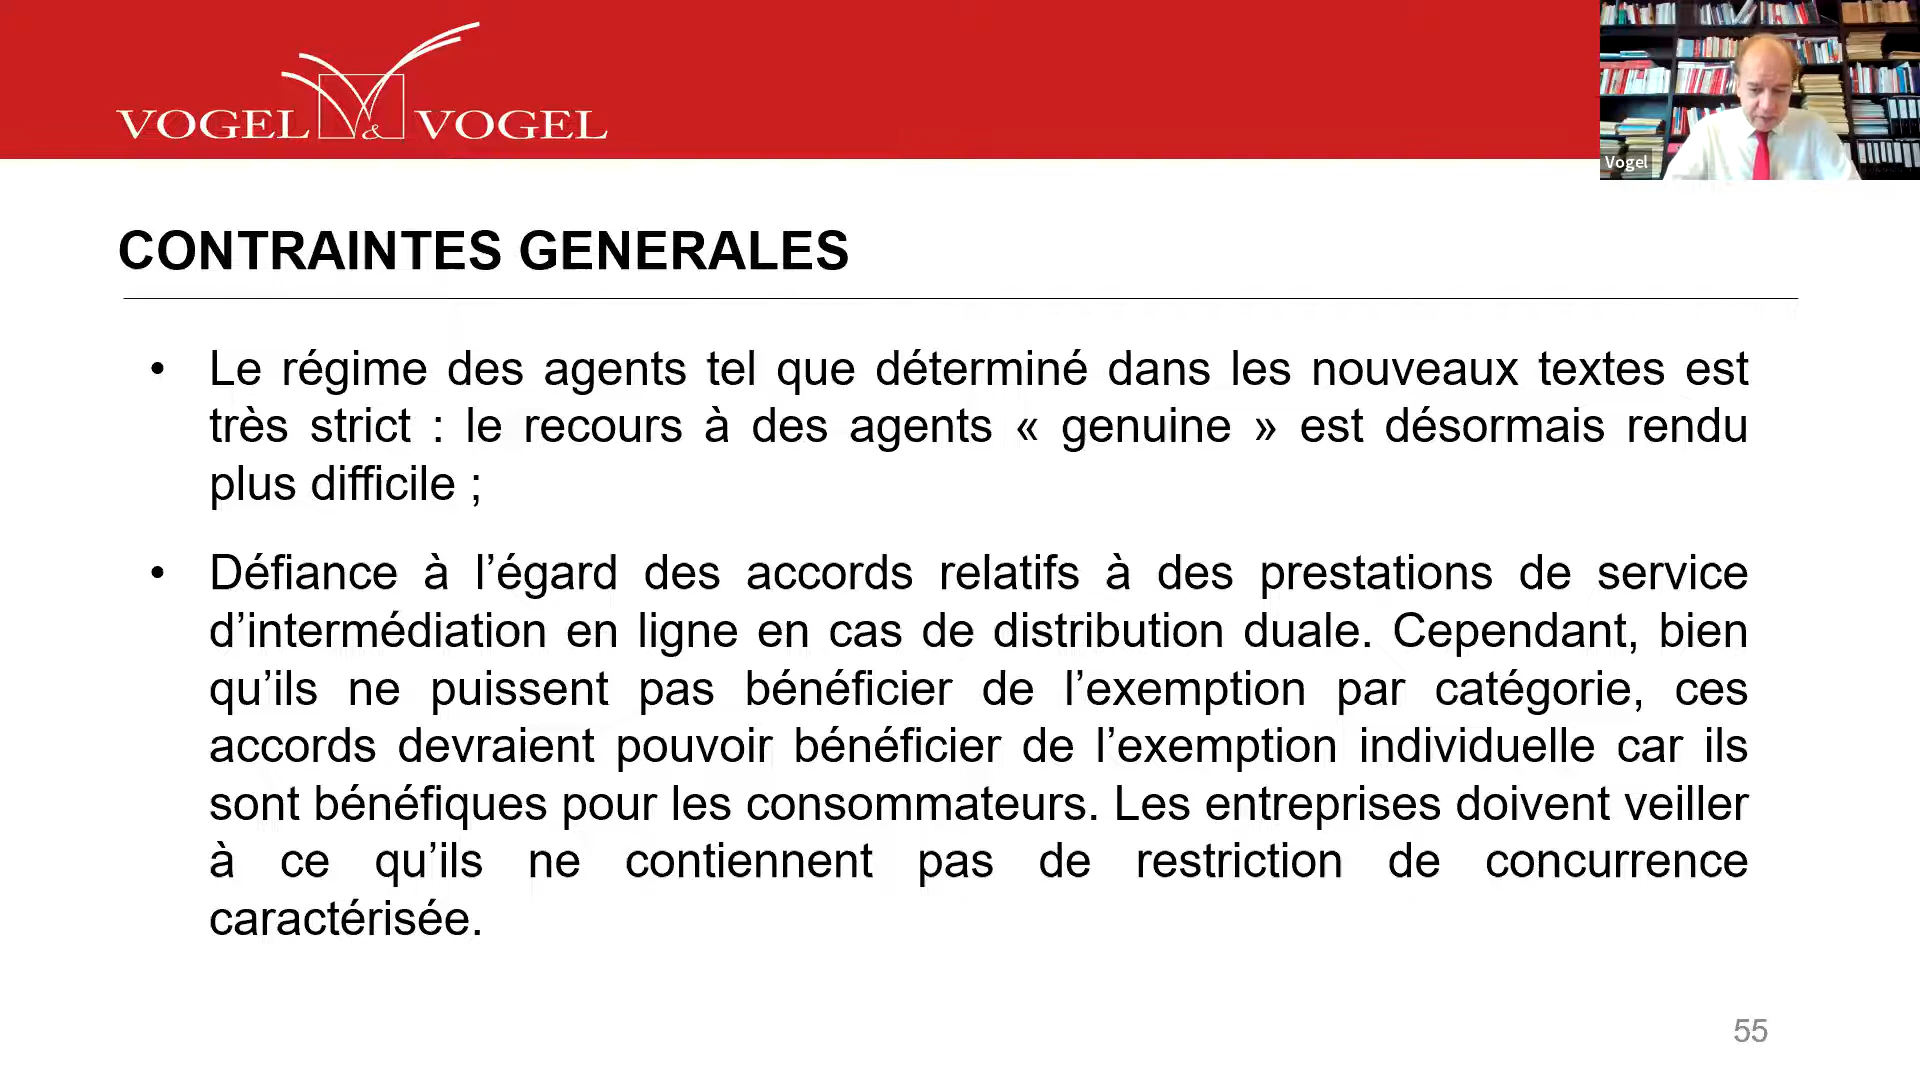 VOGEL & VOGEL
Vogel
CONTRAINTES GENERALES
• Le régime des agents tel que déterminé dans les nouveaux textes est
très strict : le recours à des agents « genuine » est désormais rendu
plus difficile ;
• Défiance à l’égard des accords relatifs à des prestations de service
d’intermédiation en ligne en cas de distribution duale. Cependant, bien
qu’ils ne puissent pas bénéficier de l’exemption par catégorie, ces
accords devraient pouvoir bénéficier de l’exemption individuelle car ils
sont bénéfiques pour les consommateurs. Les entreprises doivent veiller
à ce qu’ils ne contiennent pas de restriction de concurrence
caractérisée.
55